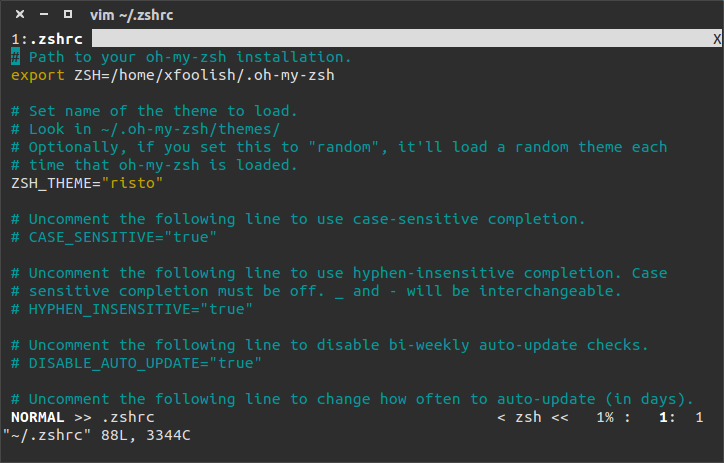 vim ~/.zshrc
1:.zshrc X
# Path to your oh-my-zsh installation.
export ZSH=/home/xfoolish/.oh-my-zsh
# Set name of the theme to load.
# Look in ~/.oh-my-zsh/themes/
# Optionally, if you set this to "random", it'll load a random theme each
# time that oh-my-zsh is loaded.
ZSH_THEME="risto"
# Uncomment the following line to use case-sensitive completion.
# CASE_SENSITIVE="true"
# Uncomment the following line to use hyphen-insensitive completion. Case
# sensitive completion must be off. _ and - will be interchangeable.
# HYPHEN_INSENSITIVE="true"
# Uncomment the following line to disable bi-weekly auto-update checks.
# DISABLE_AUTO_UPDATE="true"
# Uncomment the following line to change how often to auto-update (in days).
NORMAL >> .zshrc < zsh << 1% : 1: 1
"~/.zshrc" 88L, 3344C